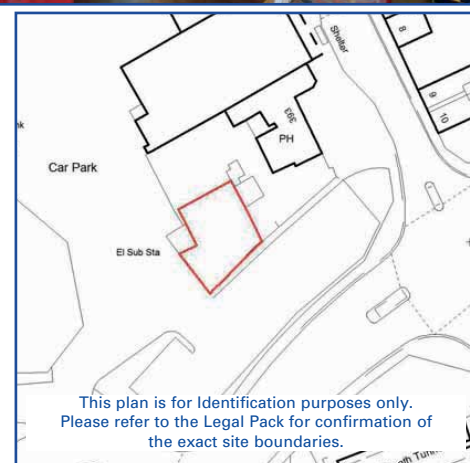 Shelter
8
9
10
393
PH
Car Park
El Sub Sta
This plan is for Identification purposes only.
Please refer to the Legal Pack for confirmation of
the exact site boundaries.